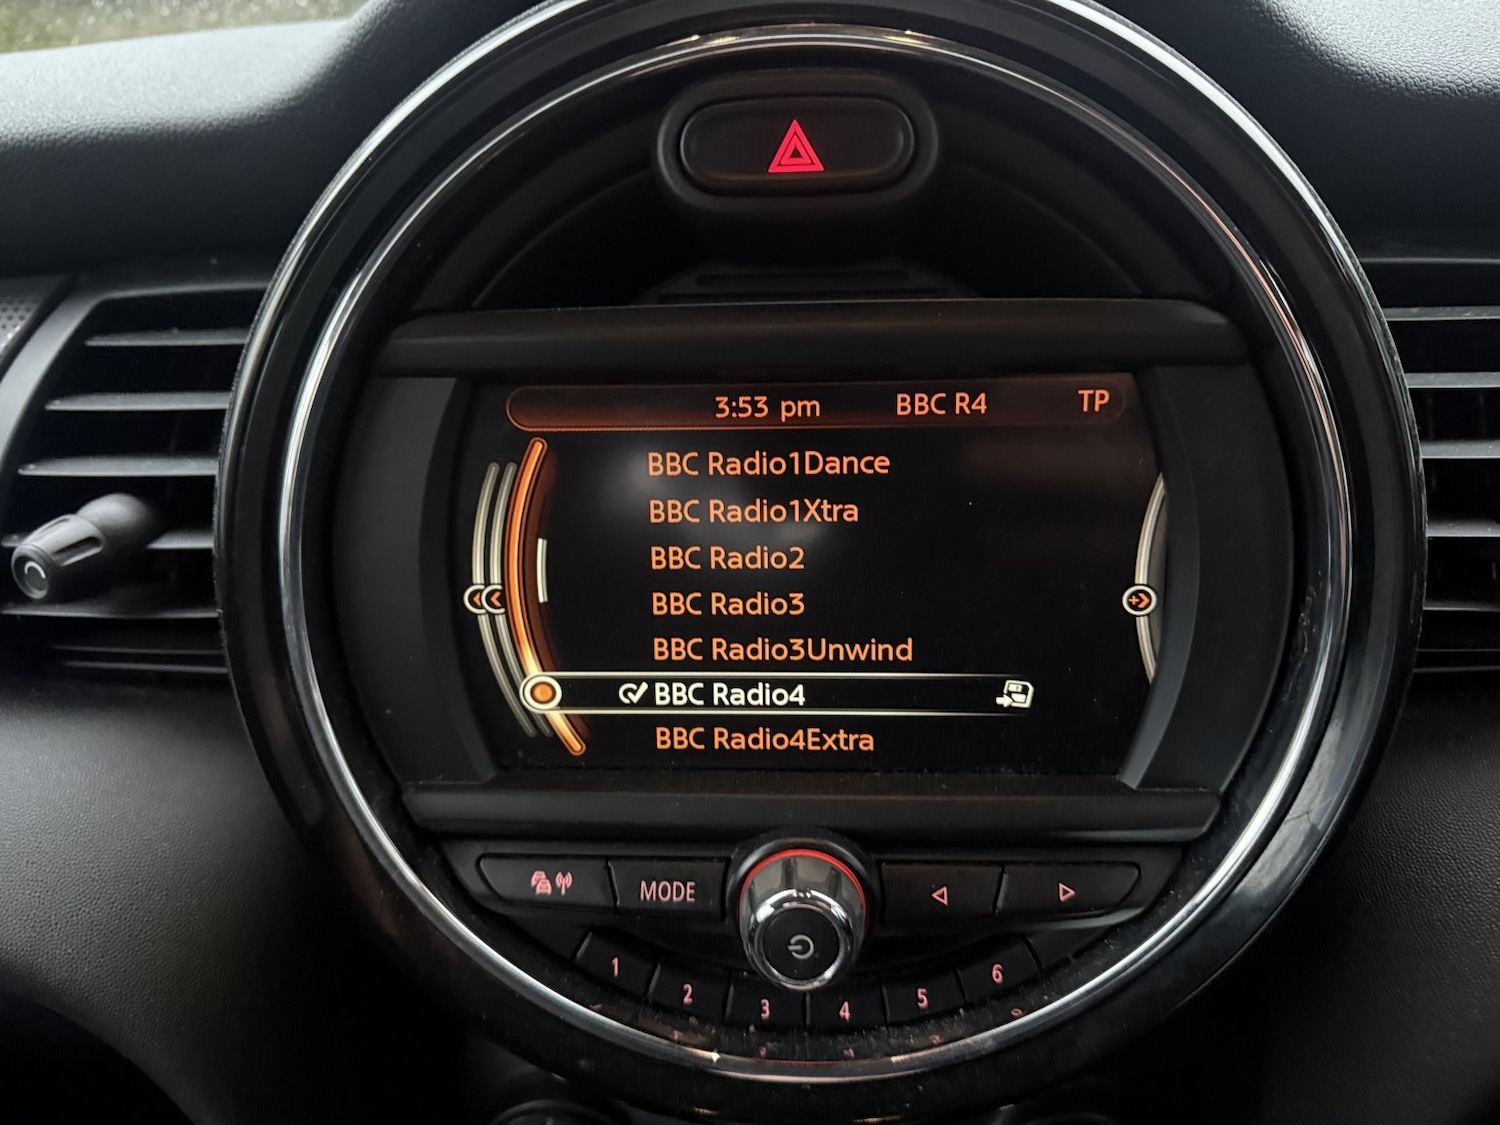 3:53 pm BBC R4 TP
BBC Radio1Dance
BBC Radio1Xtra
BBC Radio2
BBC Radio3
BBC Radio3Unwind
BBC Radio4
BBC Radio4Extra
MODE
1 2 3 4 5 6